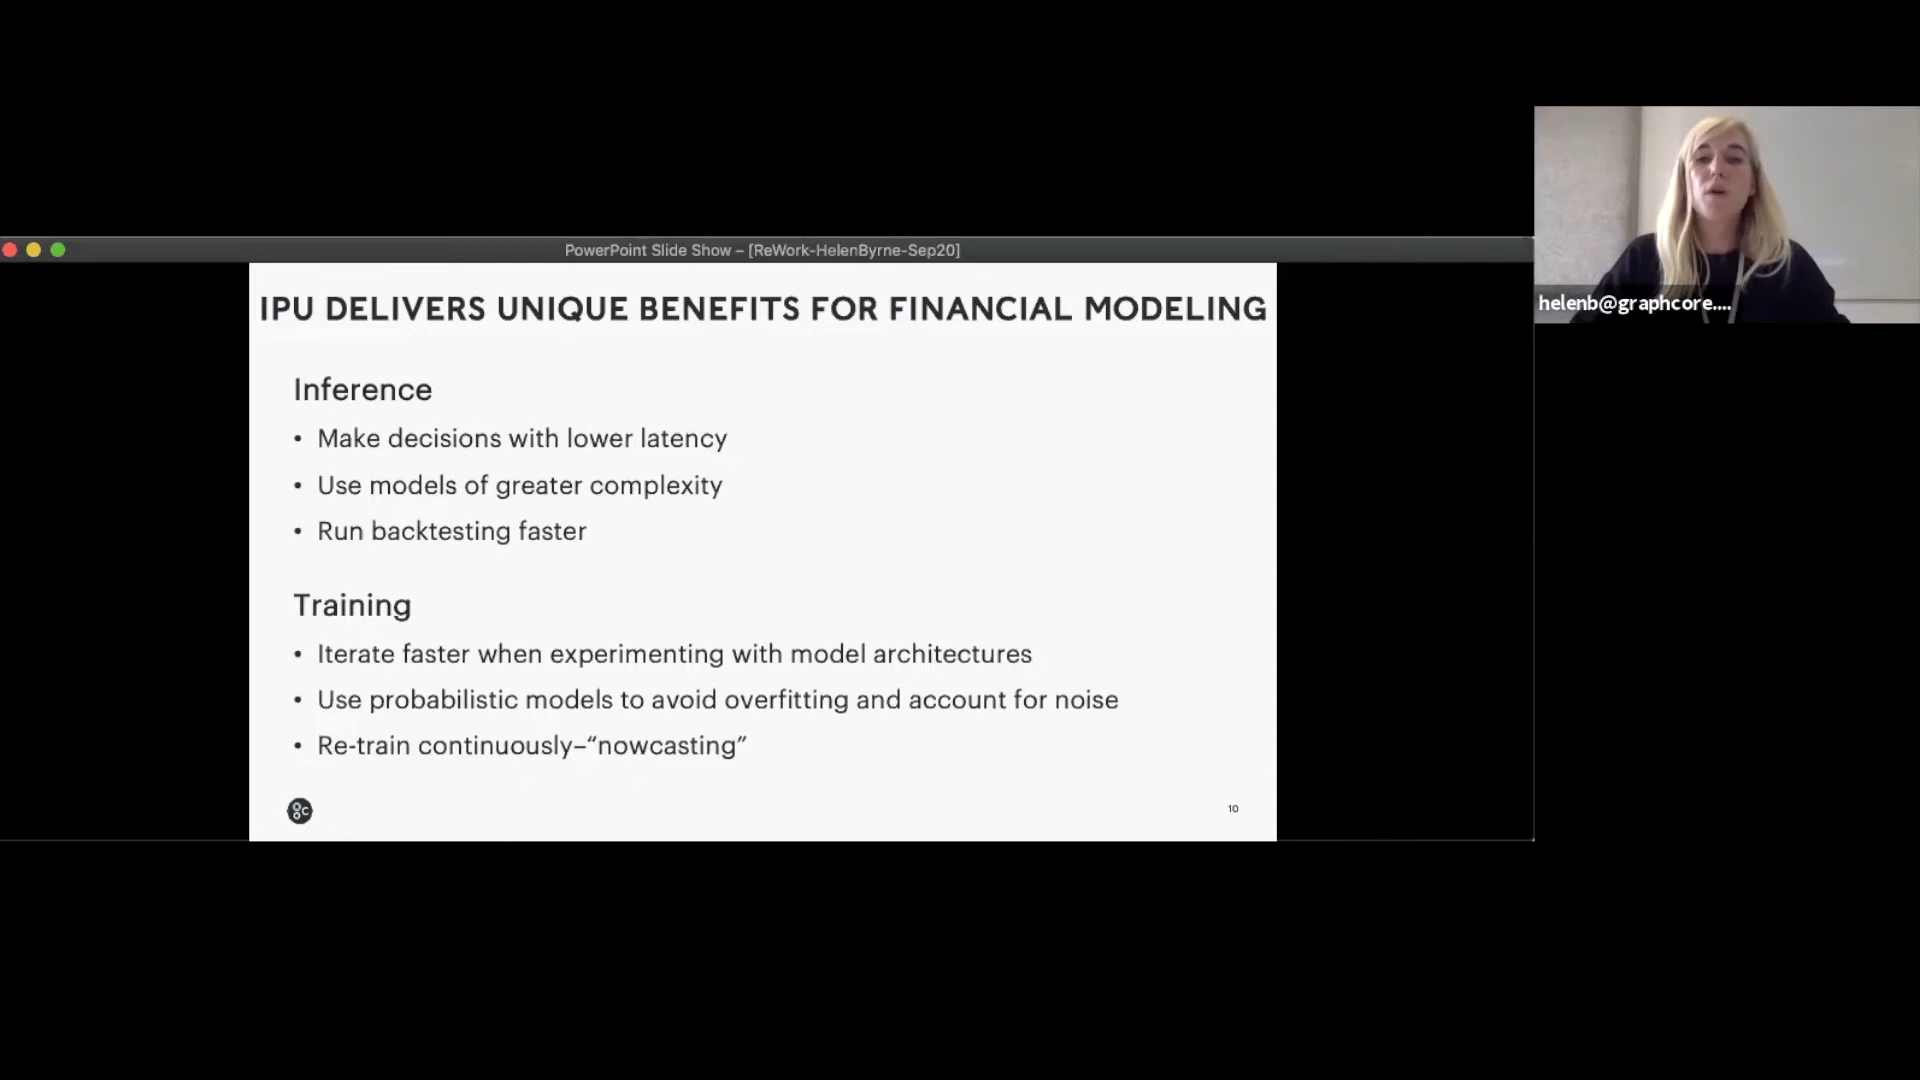 PowerPoint Slide Show – [ReWork-HelenByrne-Sep20]
IPU DELIVERS UNIQUE BENEFITS FOR FINANCIAL MODELING
Inference
• Make decisions with lower latency
• Use models of greater complexity
• Run backtesting faster
Training
• Iterate faster when experimenting with model architectures
• Use probabilistic models to avoid overfitting and account for noise
• Re-train continuously–“nowcasting”
10
helenb@graphcore....